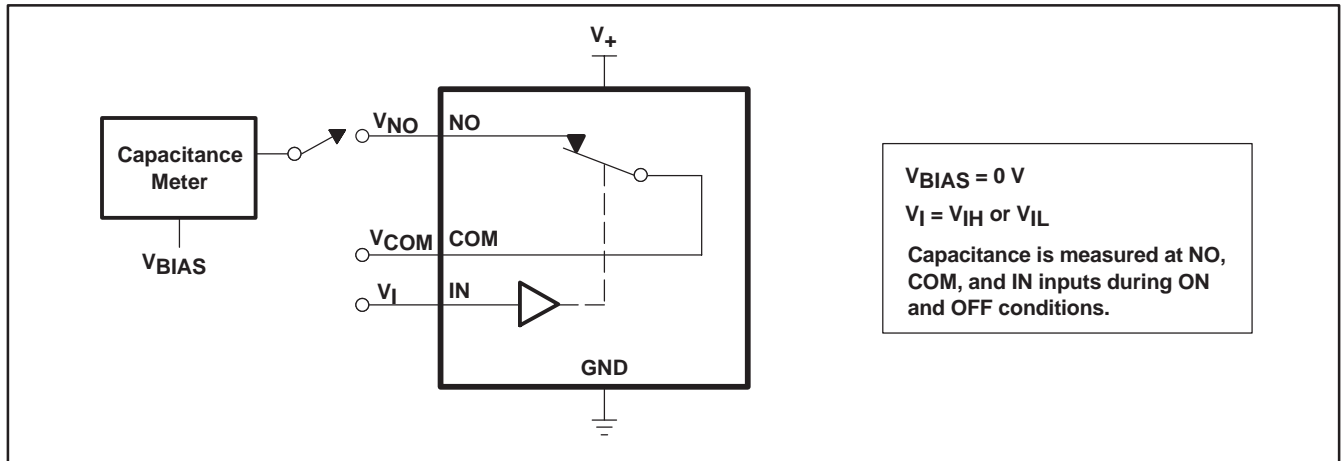 V+
VNO NO
Capacitance
Meter
VBIAS
VCOM COM
VI IN
GND
VBIAS = 0 V
VI = VIH or VIL
Capacitance is measured at NO,
COM, and IN inputs during ON
and OFF conditions.